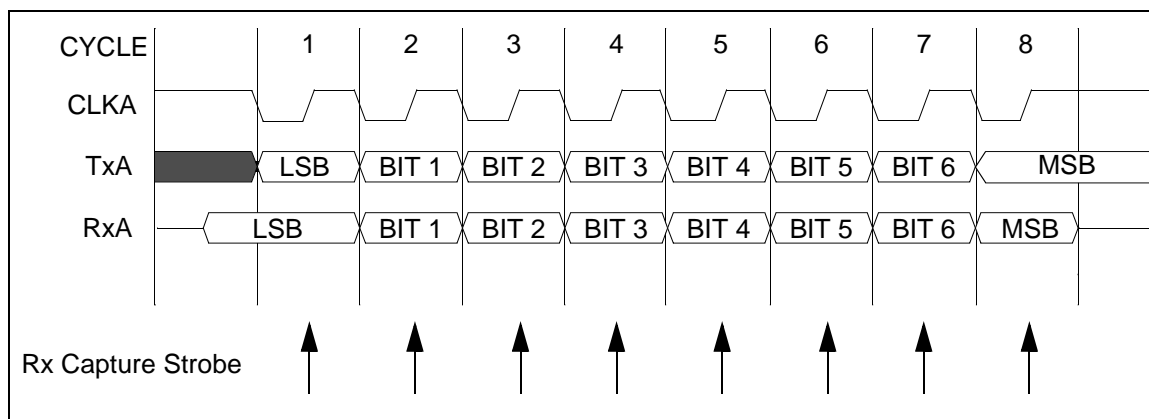 CYCLE 1 2 3 4 5 6 7 8
CLKA
TxA LSB BIT 1 BIT 2 BIT 3 BIT 4 BIT 5 BIT 6 MSB
RxA LSB BIT 1 BIT 2 BIT 3 BIT 4 BIT 5 BIT 6 MSB
Rx Capture Strobe